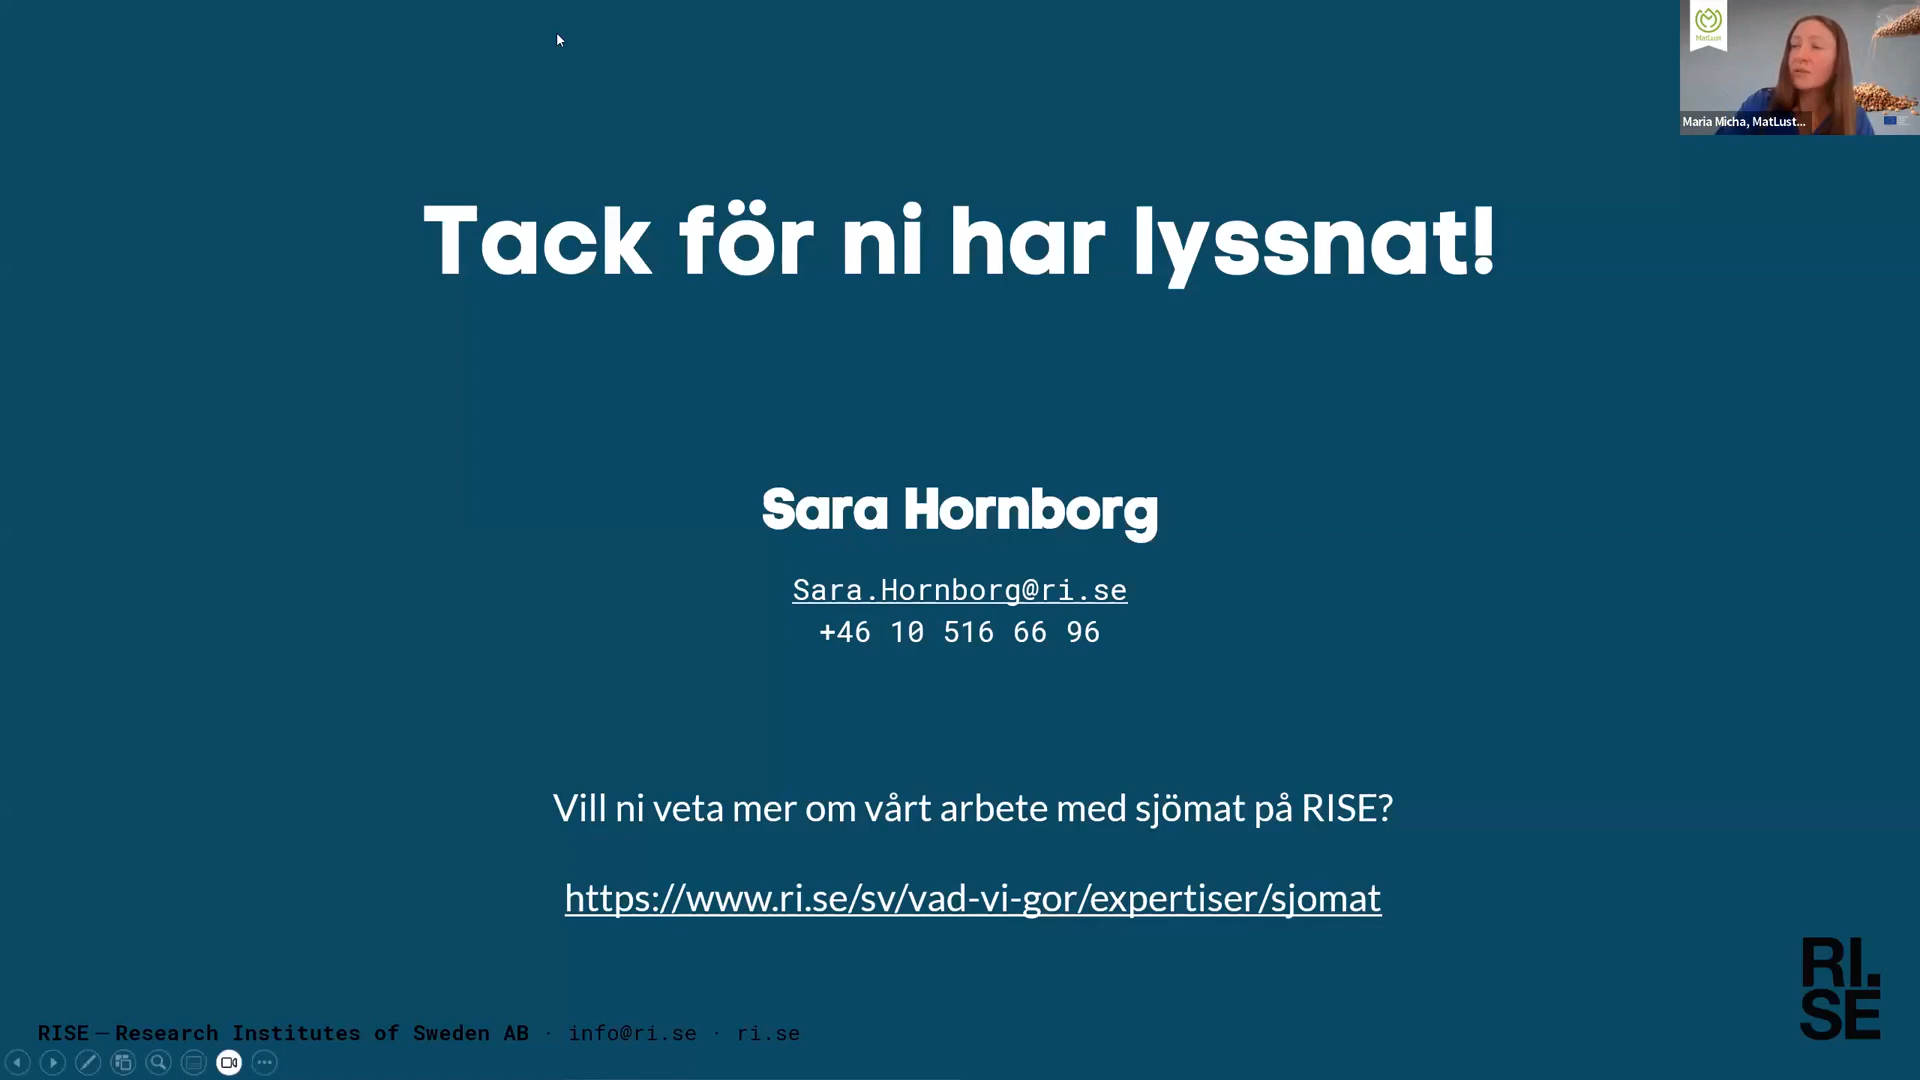 MatLust
Maria Micha, MatLust...
Tack för ni har lyssnat!
Sara Hornborg
Sara.Hornborg@ri.se
+46 10 516 66 96
Vill ni veta mer om vårt arbete med sjömat på RISE?
https://www.ri.se/sv/vad-vi-gor/expertiser/sjomat
RI.
SE
RISE — Research Institutes of Sweden AB · info@ri.se · ri.se